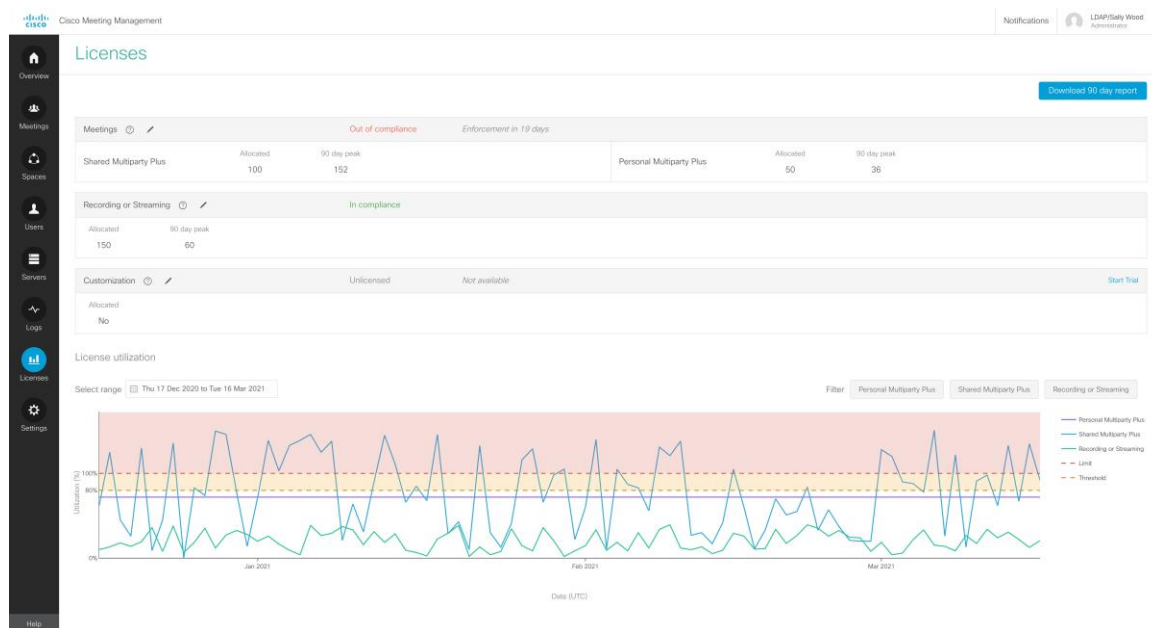 CISCO Cisco Meeting Management
Notifications
LDAP/Sally Wood
Administrator
Overview
Meetings
Spaces
Users
Servers
Logs
Licenses
Settings
Help
Licenses
Download 90 day report
Meetings Out of compliance Enforcement in 19 days
Shared Multiparty Plus
Allocated 90 day peak
100 152
Personal Multiparty Plus
Allocated 90 day peak
50 36
Recording or Streaming In compliance
Allocated 90 day peak
150 60
Customization Unlicensed Not available Start Trial
Allocated
No
License utilization
Select range Thu 17 Dec 2020 to Tue 16 Mar 2021
Filter Personal Multiparty Plus Shared Multiparty Plus Recording or Streaming
Utilization (%)
100%
80%
0%
Jan 2021 Feb 2021 Mar 2021
Date (UTC)
Personal Multiparty Plus
Shared Multiparty Plus
Recording or Streaming
Limit
Threshold